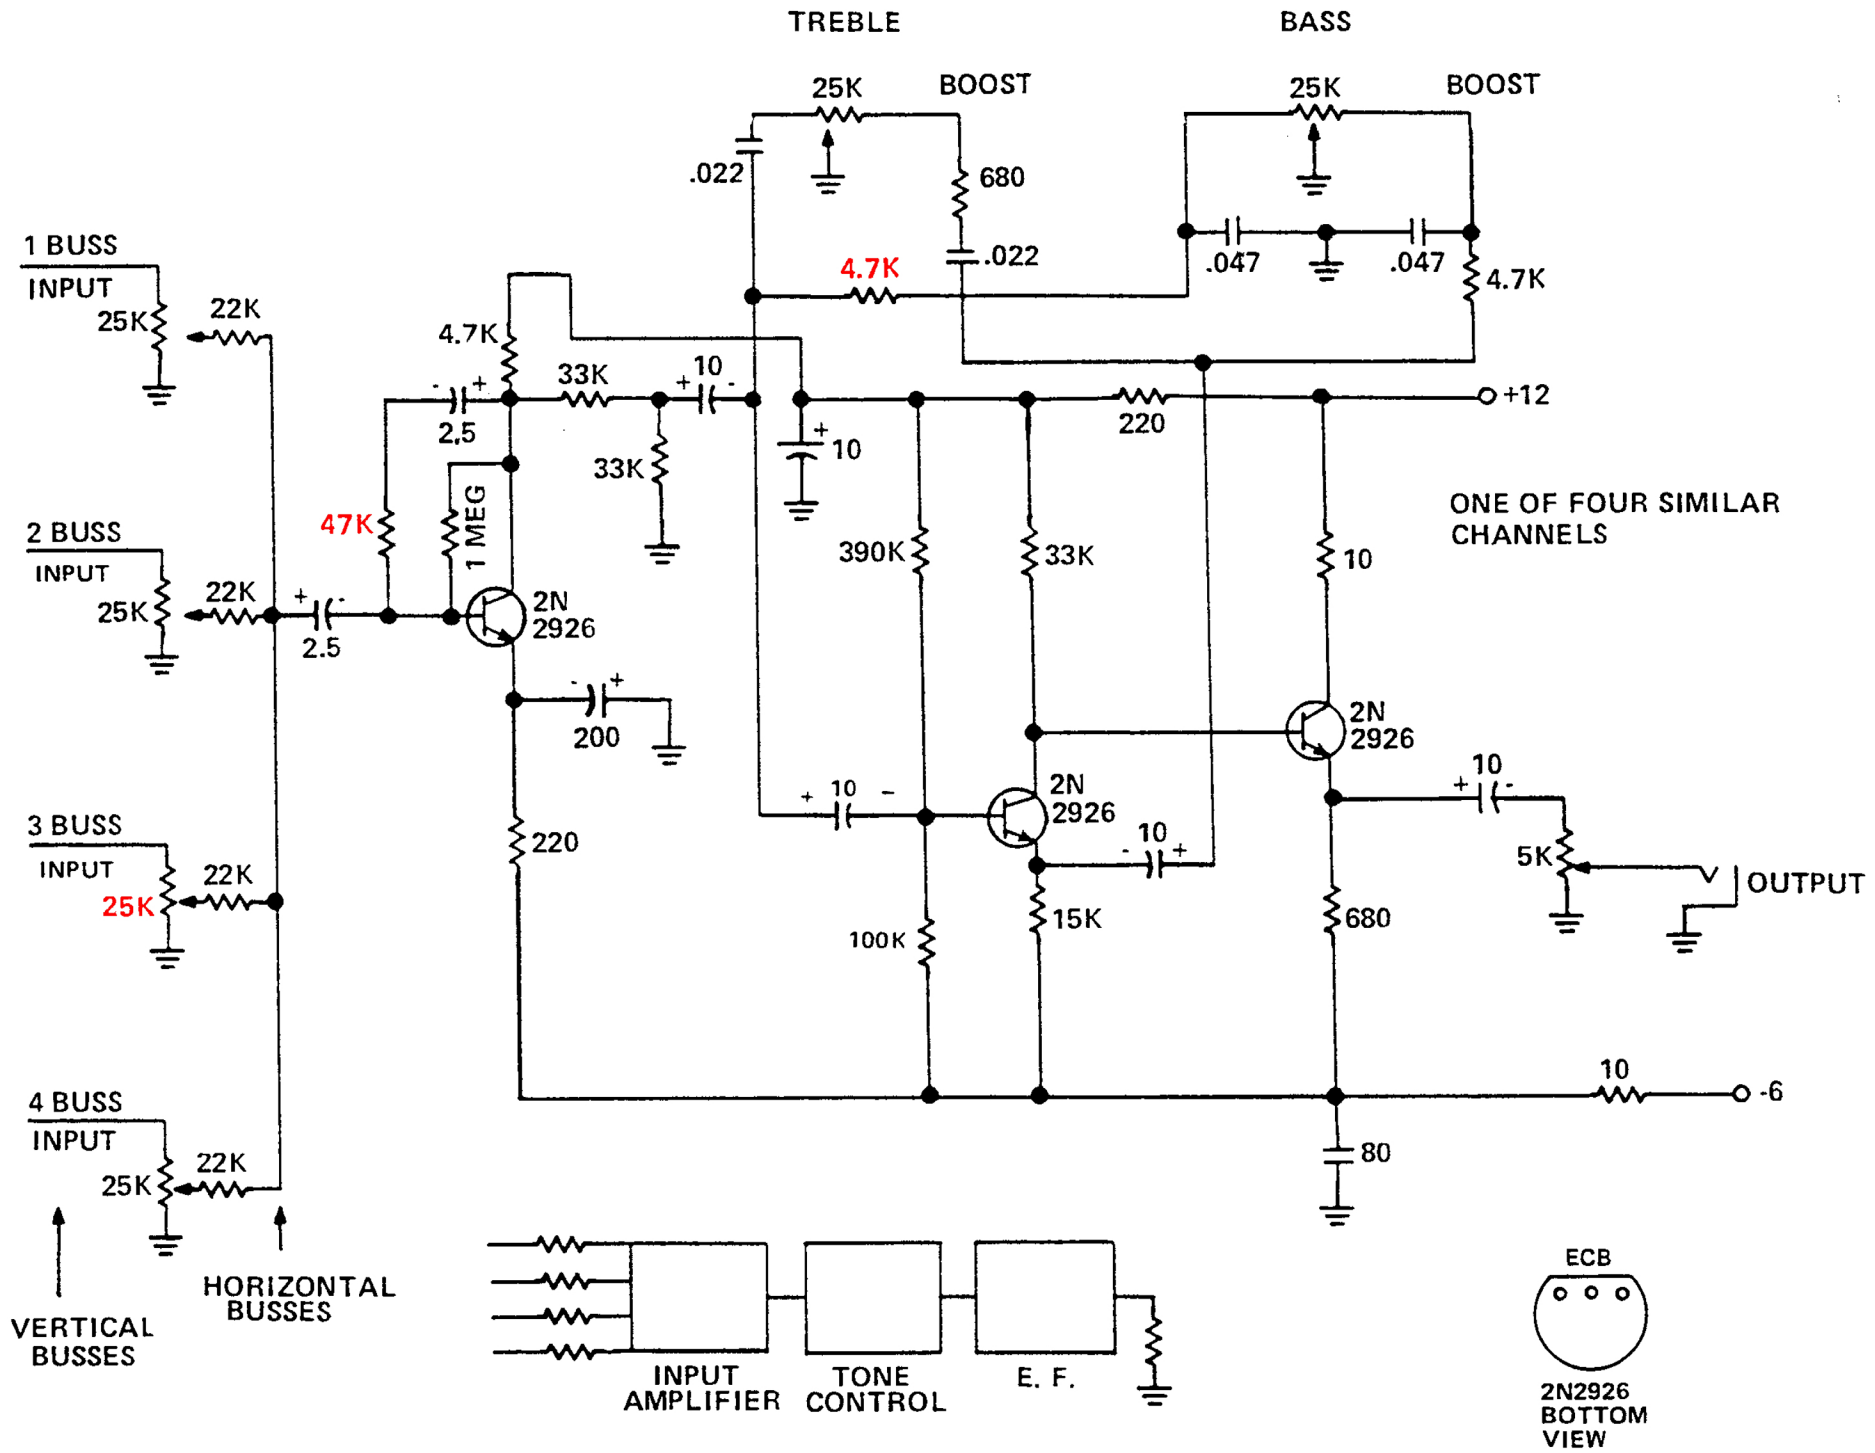 TREBLE
BASS
25K
BOOST
25K
BOOST
.022
680
.022
.047
.047
4.7K
4.7K
1 BUSS
INPUT
25K
22K
4.7K
33K
+ 10 -
- +
2.5
33K
+
10
220
+12
47K
1 MEG
390K
33K
10
ONE OF FOUR SIMILAR
CHANNELS
2 BUSS
INPUT
25K
22K
+ -
2.5
2N
2926
- +
200
2N
2926
3 BUSS
INPUT
25K
22K
220
+ 10 -
2N
2926
10
- +
15K
100K
680
10
+ -
5K
OUTPUT
4 BUSS
INPUT
25K
22K
10
-6
80
VERTICAL
BUSSES
HORIZONTAL
BUSSES
INPUT
AMPLIFIER
TONE
CONTROL
E. F.
ECB
2N2926
BOTTOM
VIEW